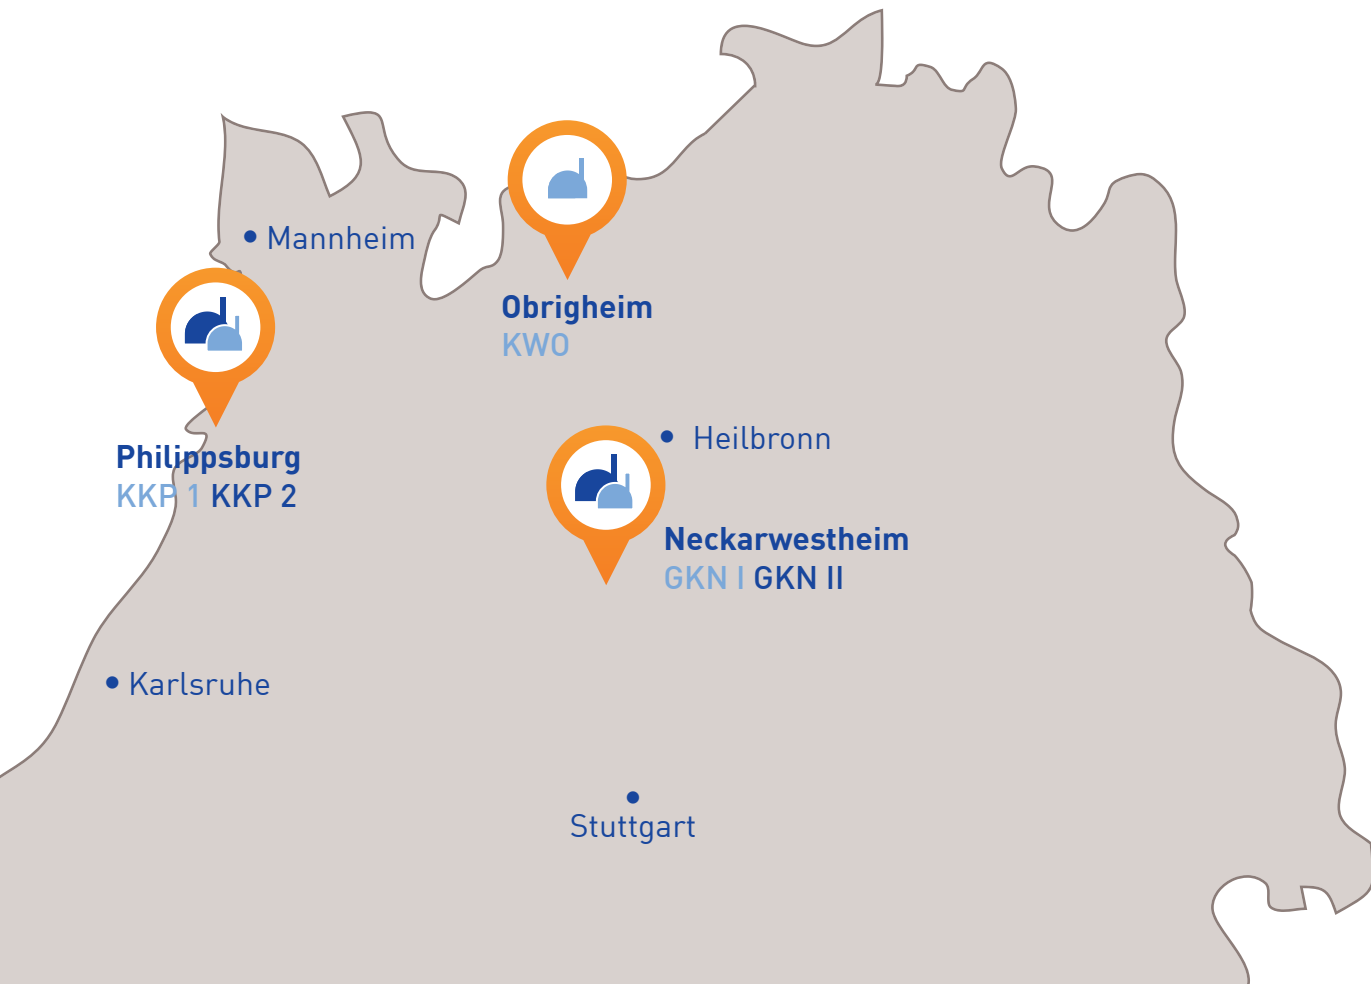 Mannheim
Obrigheim
KWO
Philippsburg
KKP 1 KKP 2
Heilbronn
Neckarwestheim
GKN I GKN II
Karlsruhe
Stuttgart